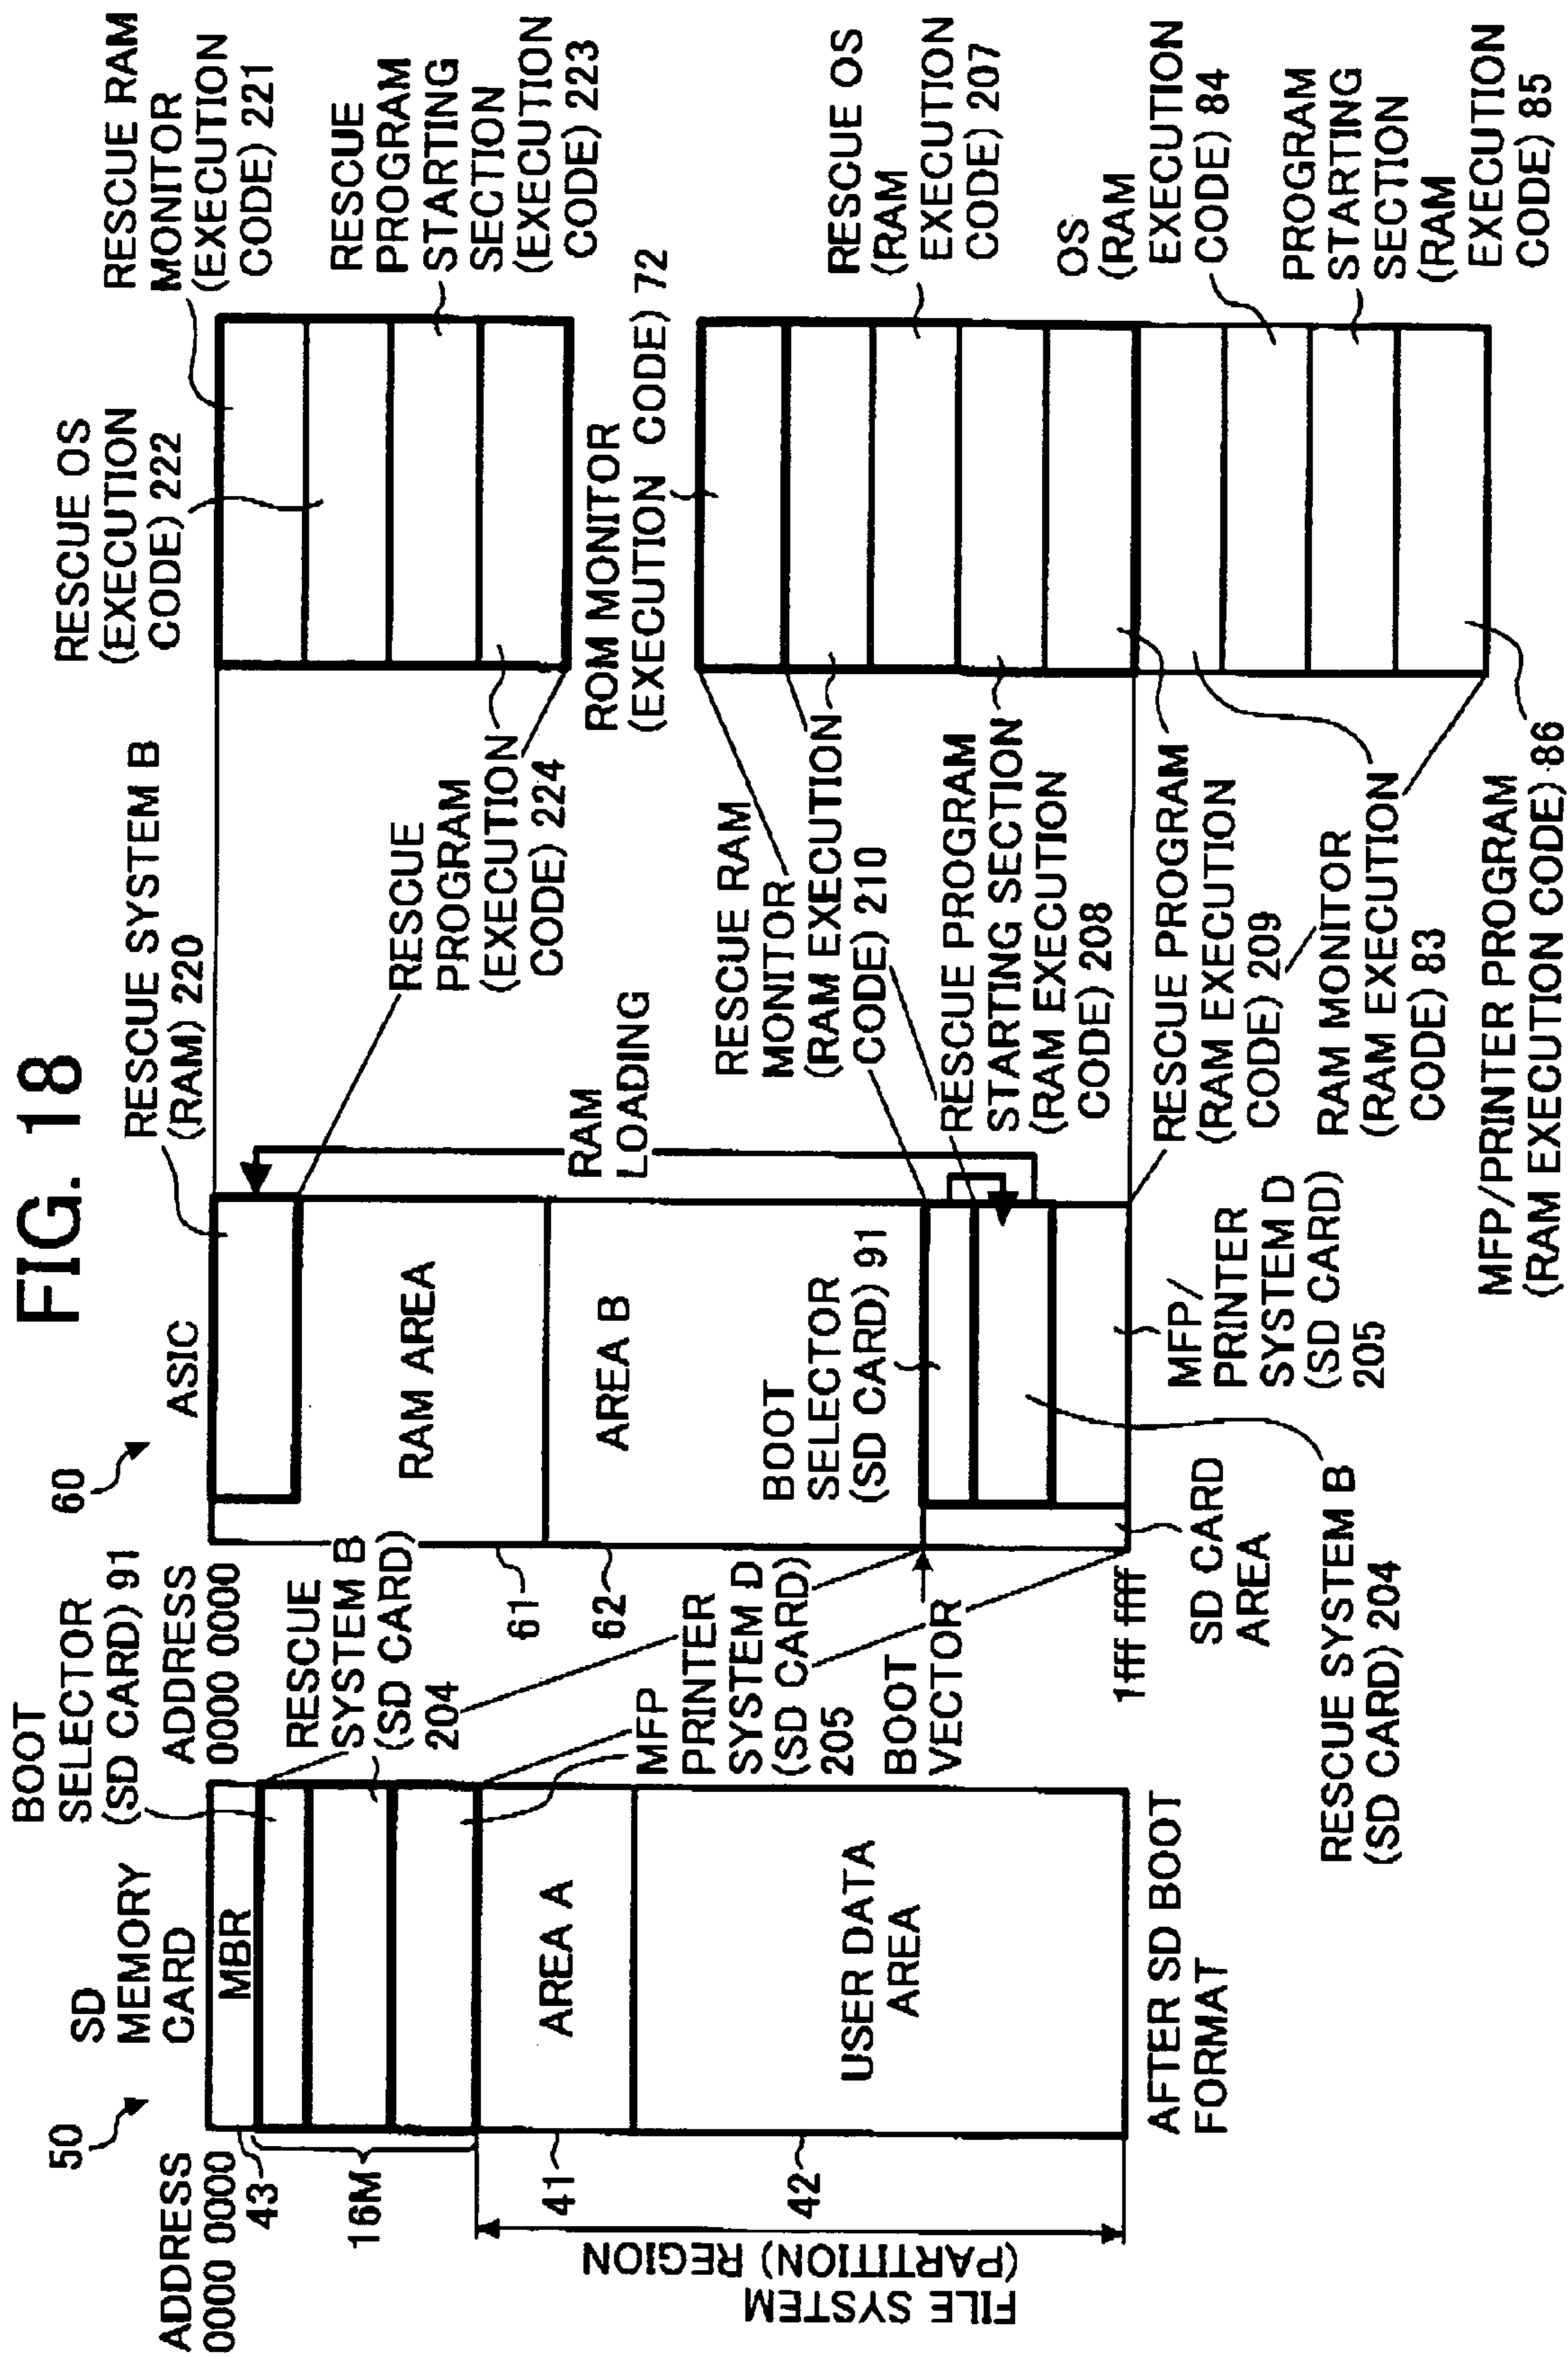 FIG. 18
50
SD
MEMORY
CARD
ADDRESS
0000 0000
43
16M
41
42
FILE SYSTEM
(PARTITION) REGION
MBR
AREA A
USER DATA
AREA
AFTER SD BOOT
FORMAT
BOOT
SELECTOR
(SD CARD) 91
RESCUE
SYSTEM B
(SD CARD)
204
MFP
PRINTER
SYSTEM D
(SD CARD)
205
60
ASIC
ADDRESS
0000 0000
61
62
BOOT
VECTOR
1fff ffff
SD CARD
AREA
RAM AREA
AREA B
BOOT
SELECTOR
(SD CARD) 91
MFP/
PRINTER
SYSTEM D
(SD CARD)
205
RESCUE SYSTEM B
(SD CARD) 204
RESCUE SYSTEM B
(RAM) 220
RAM
LOADING
RESCUE OS
(EXECUTION
CODE) 222
RESCUE RAM
MONITOR
(EXECUTION
CODE) 221
RESCUE
PROGRAM
STARTING
SECTION
(EXECUTION
CODE) 223
RESCUE
PROGRAM
(EXECUTION
CODE) 224
ROM MONITOR
(EXECUTION CODE) 72
RESCUE RAM
MONITOR
(RAM EXECUTION
CODE) 210
RESCUE OS
(RAM
EXECUTION
CODE) 207
RESCUE PROGRAM
STARTING SECTION
(RAM EXECUTION
CODE) 208
RESCUE PROGRAM
(RAM EXECUTION
CODE) 209
RAM MONITOR
(RAM EXECUTION
CODE) 83
OS
(RAM
EXECUTION
CODE) 84
PROGRAM
STARTING
SECTION
(RAM
EXECUTION
CODE) 85
MFP/PRINTER PROGRAM
(RAM EXECUTION CODE) 86